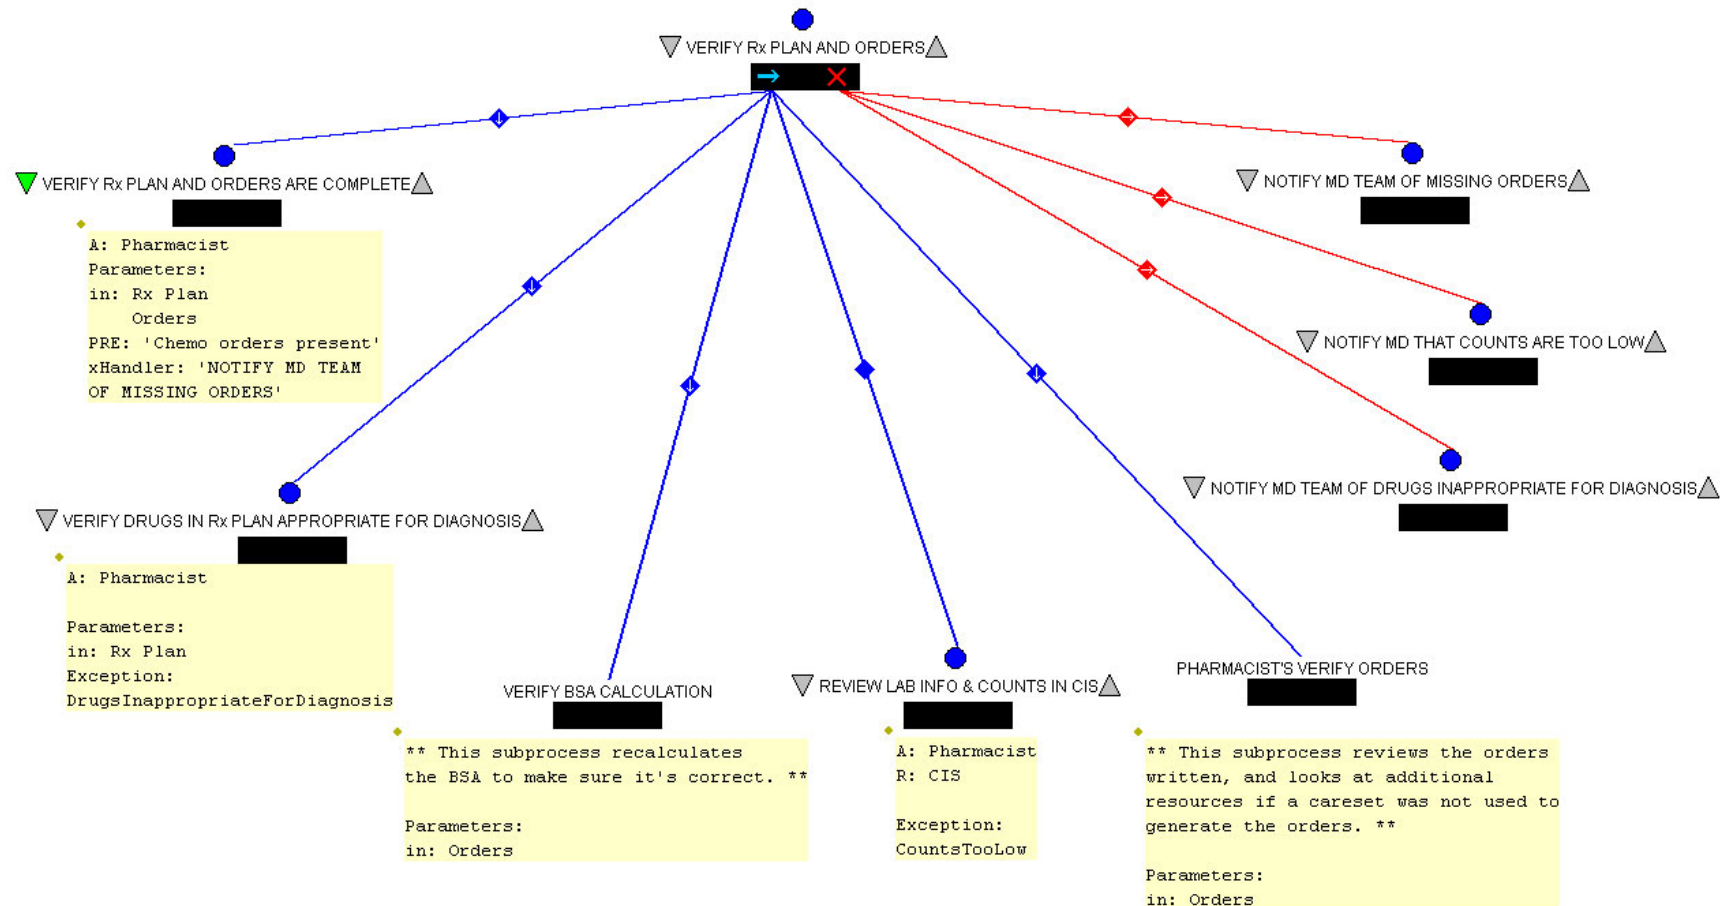 VERIFY Rx PLAN AND ORDERS
VERIFY Rx PLAN AND ORDERS ARE COMPLETE
A: Pharmacist
Parameters:
in: Rx Plan
Orders
PRE: 'Chemo orders present'
xHandler: 'NOTIFY MD TEAM
OF MISSING ORDERS'
NOTIFY MD TEAM OF MISSING ORDERS
NOTIFY MD THAT COUNTS ARE TOO LOW
NOTIFY MD TEAM OF DRUGS INAPPROPRIATE FOR DIAGNOSIS
VERIFY DRUGS IN Rx PLAN APPROPRIATE FOR DIAGNOSIS
A: Pharmacist
Parameters:
in: Rx Plan
Exception:
DrugsInappropriateForDiagnosis
VERIFY BSA CALCULATION
** This subprocess recalculates
the BSA to make sure it's correct. **
Parameters:
in: Orders
REVIEW LAB INFO & COUNTS IN CIS
A: Pharmacist
R: CIS
Exception:
CountsTooLow
PHARMACIST'S VERIFY ORDERS
** This subprocess reviews the orders
written, and looks at additional
resources if a careset was not used to
generate the orders. **
Parameters:
in: Orders